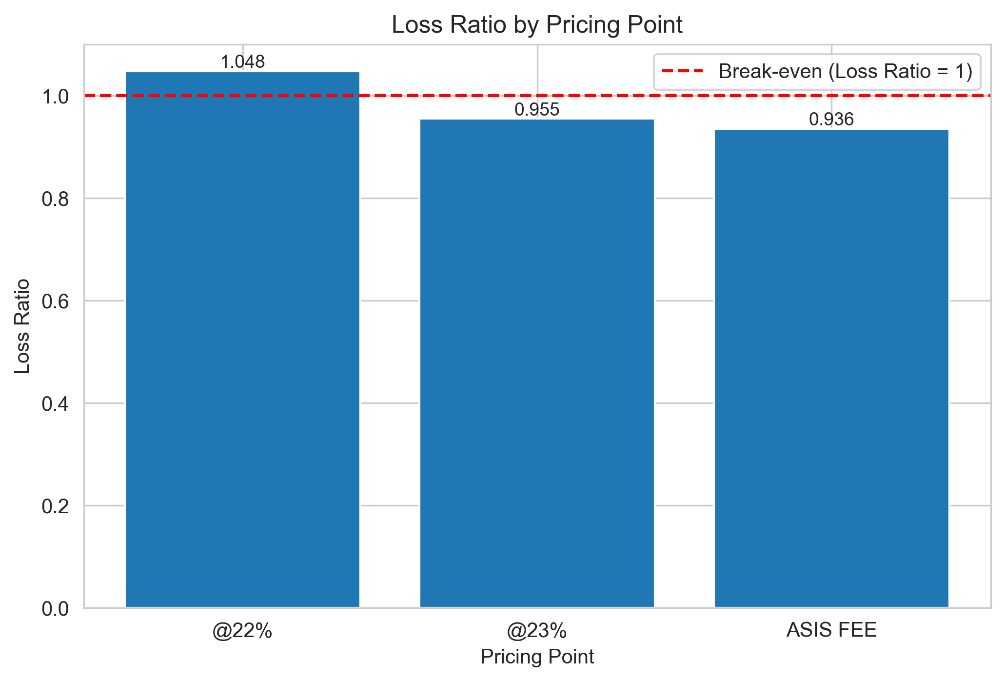 Loss Ratio by Pricing Point
Break-even (Loss Ratio = 1)
1.048
0.955
0.936
Loss Ratio
1.0
0.8
0.6
0.4
0.2
0.0
@22%
@23%
ASIS FEE
Pricing Point